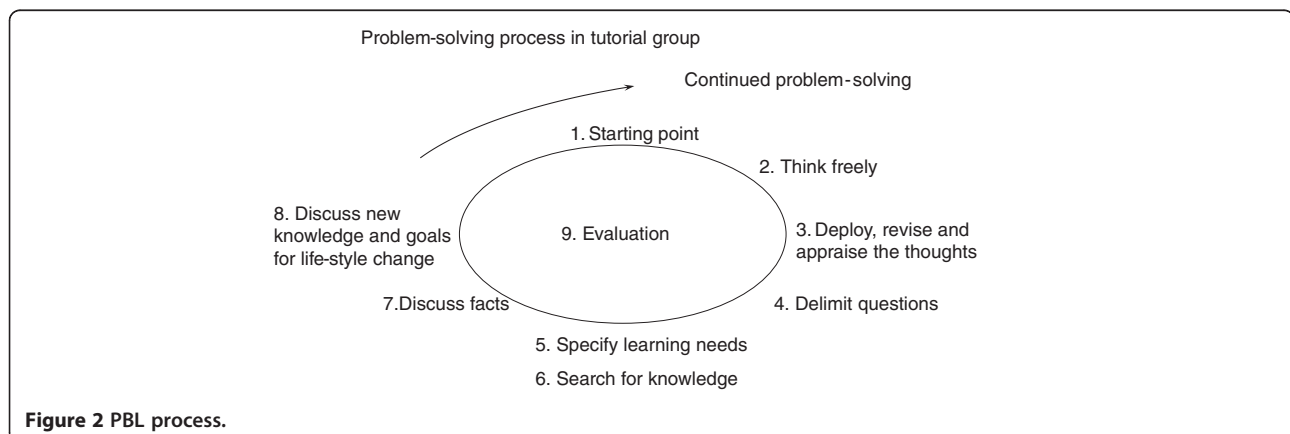 Problem-solving process in tutorial group
Continued problem-solving
1. Starting point
2. Think freely
3. Deploy, revise and
appraise the thoughts
4. Delimit questions
5. Specify learning needs
6. Search for knowledge
7.Discuss facts
8. Discuss new
knowledge and goals
for life-style change
9. Evaluation
Figure 2 PBL process.